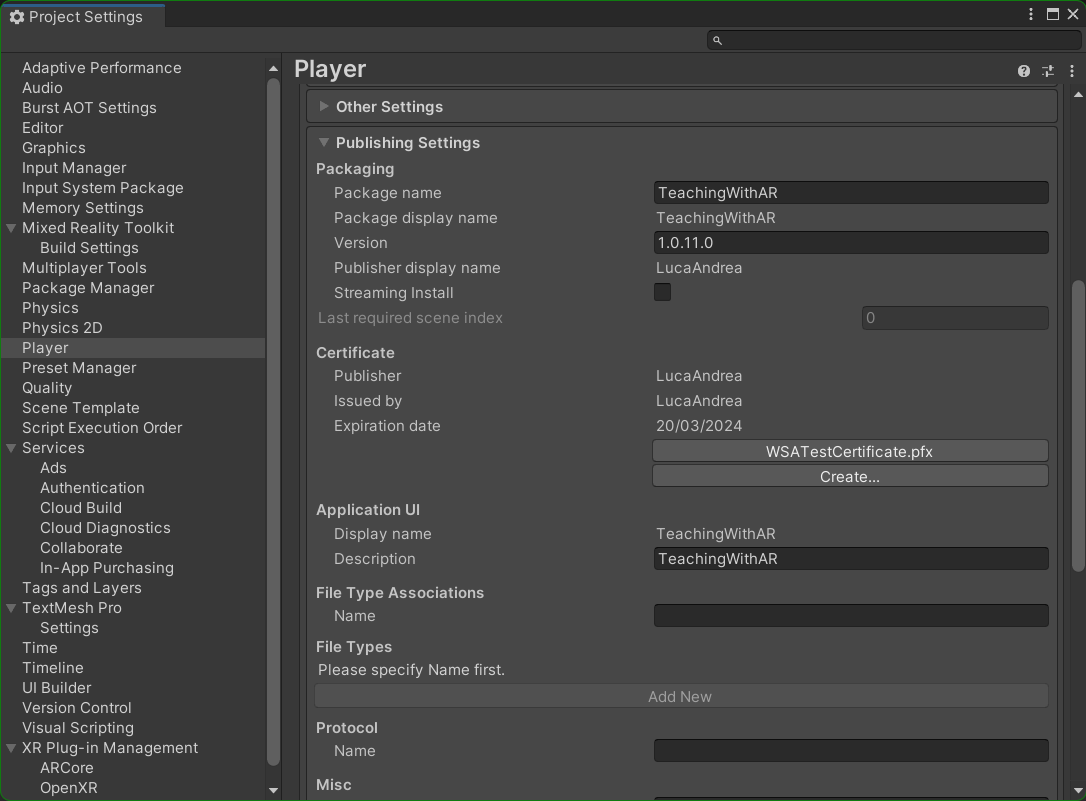 Project Settings
Adaptive Performance
Audio
Burst AOT Settings
Editor
Graphics
Input Manager
Input System Package
Memory Settings
Mixed Reality Toolkit
Build Settings
Multiplayer Tools
Package Manager
Physics
Physics 2D
Player
Preset Manager
Quality
Scene Template
Script Execution Order
Services
Ads
Authentication
Cloud Build
Cloud Diagnostics
Collaborate
In-App Purchasing
Tags and Layers
TextMesh Pro
Settings
Time
Timeline
UI Builder
Version Control
Visual Scripting
XR Plug-in Management
ARCore
OpenXR
Player
Other Settings
Publishing Settings
Packaging
Package name TeachingWithAR
Package display name TeachingWithAR
Version 1.0.11.0
Publisher display name LucaAndrea
Streaming Install
Last required scene index 0
Certificate
Publisher LucaAndrea
Issued by LucaAndrea
Expiration date 20/03/2024
WSATestCertificate.pfx
Create...
Application UI
Display name TeachingWithAR
Description TeachingWithAR
File Type Associations
Name
File Types
Please specify Name first.
Add New
Protocol
Name
Misc